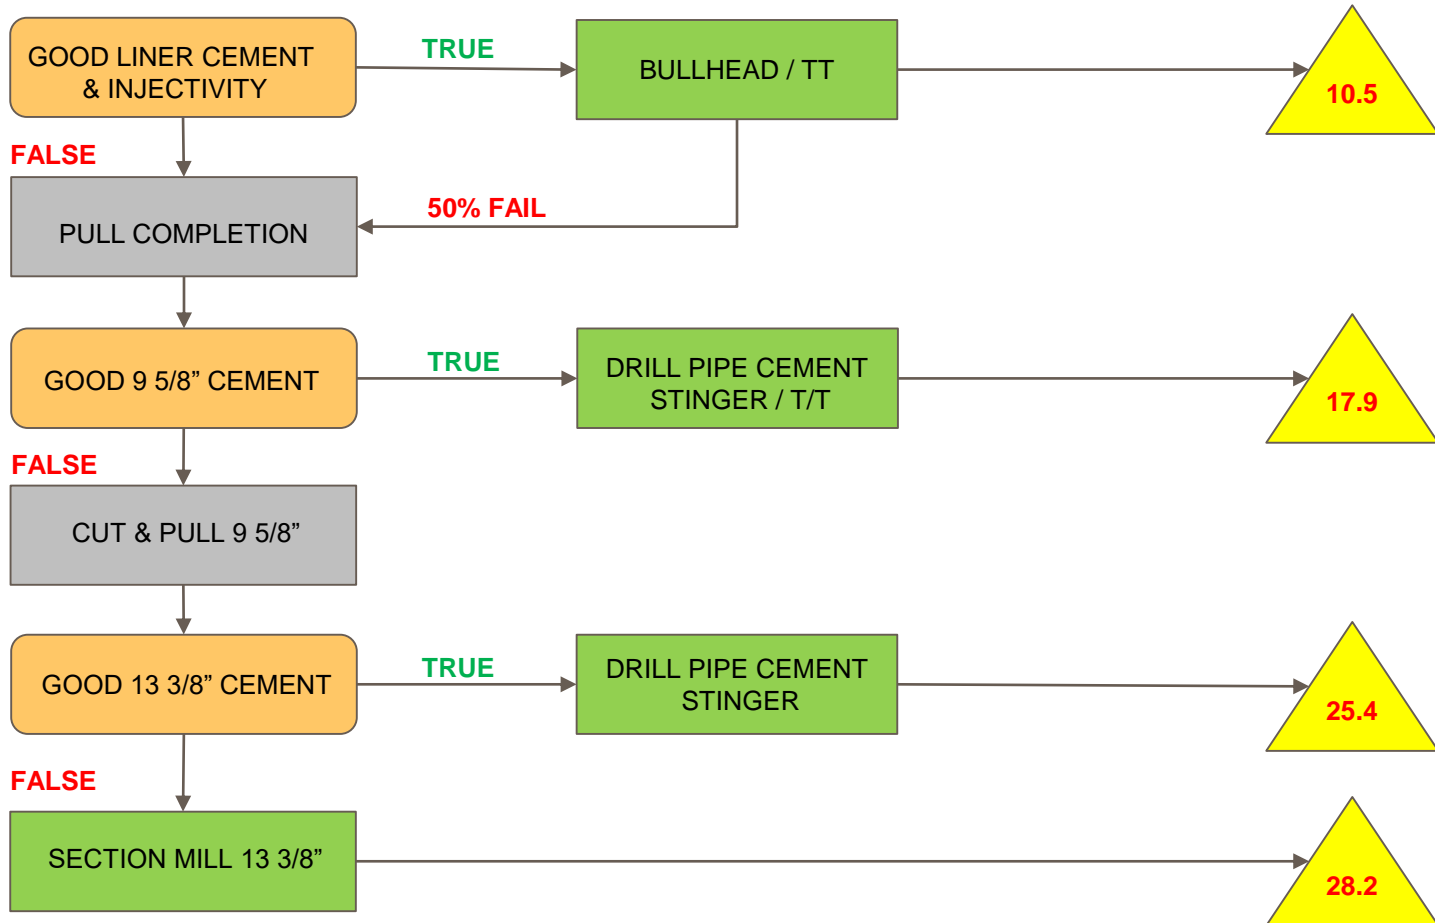 GOOD LINER CEMENT
& INJECTIVITY
TRUE
BULLHEAD / TT
10.5
FALSE
PULL COMPLETION
50% FAIL
GOOD 9 5/8” CEMENT
TRUE
DRILL PIPE CEMENT
STINGER / T/T
17.9
FALSE
CUT & PULL 9 5/8”
GOOD 13 3/8” CEMENT
TRUE
DRILL PIPE CEMENT
STINGER
25.4
FALSE
SECTION MILL 13 3/8”
28.2